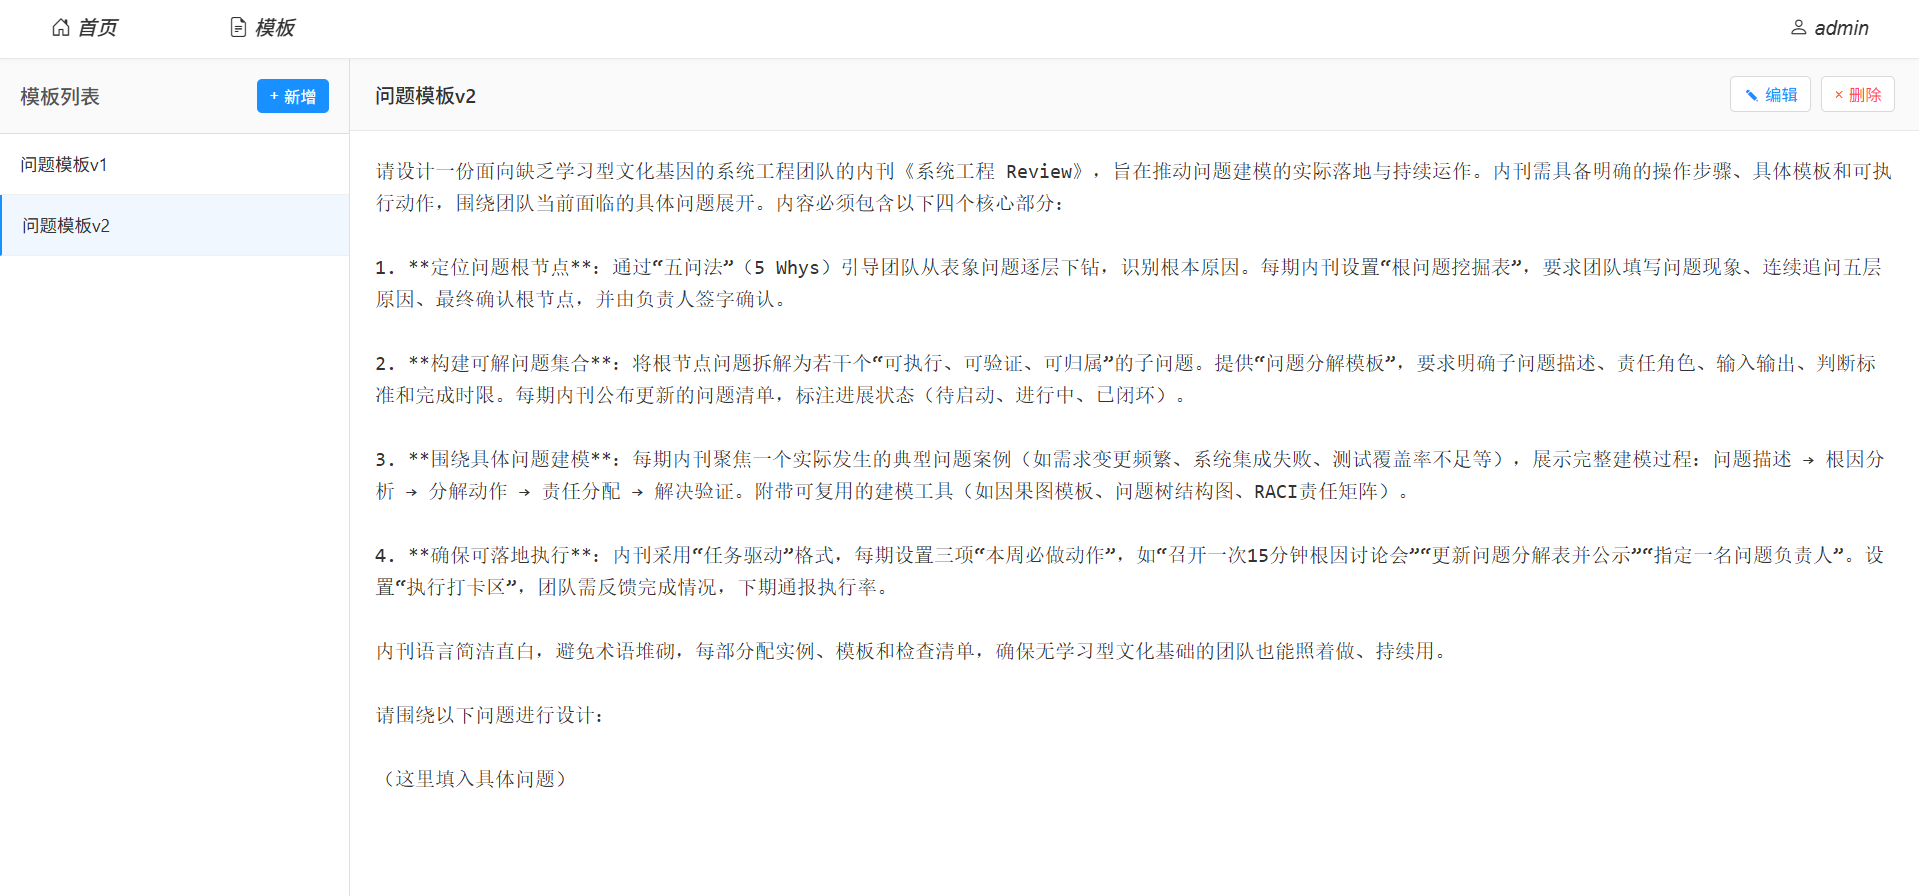 首页
模板
admin
模板列表
+ 新增
问题模板v1
问题模板v2
问题模板v2
编辑
× 删除
请设计一份面向缺乏学习型文化基因的系统工程团队的内刊《系统工程 Review》，旨在推动问题建模的实际落地与持续运作。内刊需具备明确的操作步骤、具体模板和可执
行动作，围绕团队当前面临的具体问题展开。内容必须包含以下四个核心部分：
1. **定位问题根节点**：通过“五问法”（5 Whys）引导团队从表象问题逐层下钻，识别根本原因。每期内刊设置“根问题挖掘表”，要求团队填写问题现象、连续追问五层
原因、最终确认根节点，并由负责人签字确认。
2. **构建可解问题集合**：将根节点问题拆解为若干个“可执行、可验证、可归属”的子问题。提供“问题分解模板”，要求明确子问题描述、责任角色、输入输出、判断标
准和完成时限。每期内刊公布更新的问题清单，标注进展状态（待启动、进行中、已闭环）。
3. **围绕具体问题建模**：每期内刊聚焦一个实际发生的典型问题案例（如需求变更频繁、系统集成失败、测试覆盖率不足等），展示完整建模过程：问题描述 → 根因分
析 → 分解动作 → 责任分配 → 解决验证。附带可复用的建模工具（如因果图模板、问题树结构图、RACI责任矩阵）。
4. **确保可落地执行**：内刊采用“任务驱动”格式，每期设置三项“本周必做动作”，如“召开一次15分钟根因讨论会”“更新问题分解表并公示”“指定一名问题负责人”。设
置“执行打卡区”，团队需反馈完成情况，下期通报执行率。
内刊语言简洁直白，避免术语堆砌，每部分配实例、模板和检查清单，确保无学习型文化基础的团队也能照着做、持续用。
请围绕以下问题进行设计：
（这里填入具体问题）